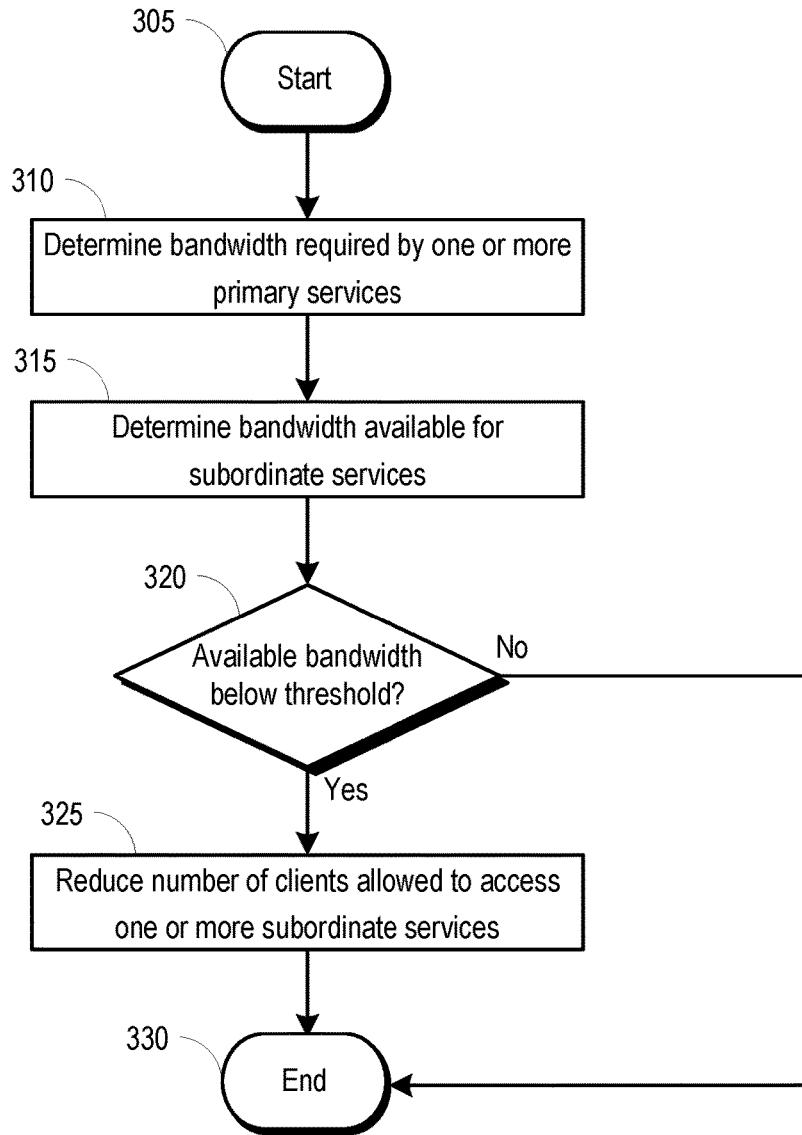 305
Start
310
Determine bandwidth required by one or more
primary services
315
Determine bandwidth available for
subordinate services
320
Available bandwidth
below threshold?
No
Yes
325
Reduce number of clients allowed to access
one or more subordinate services
330
End